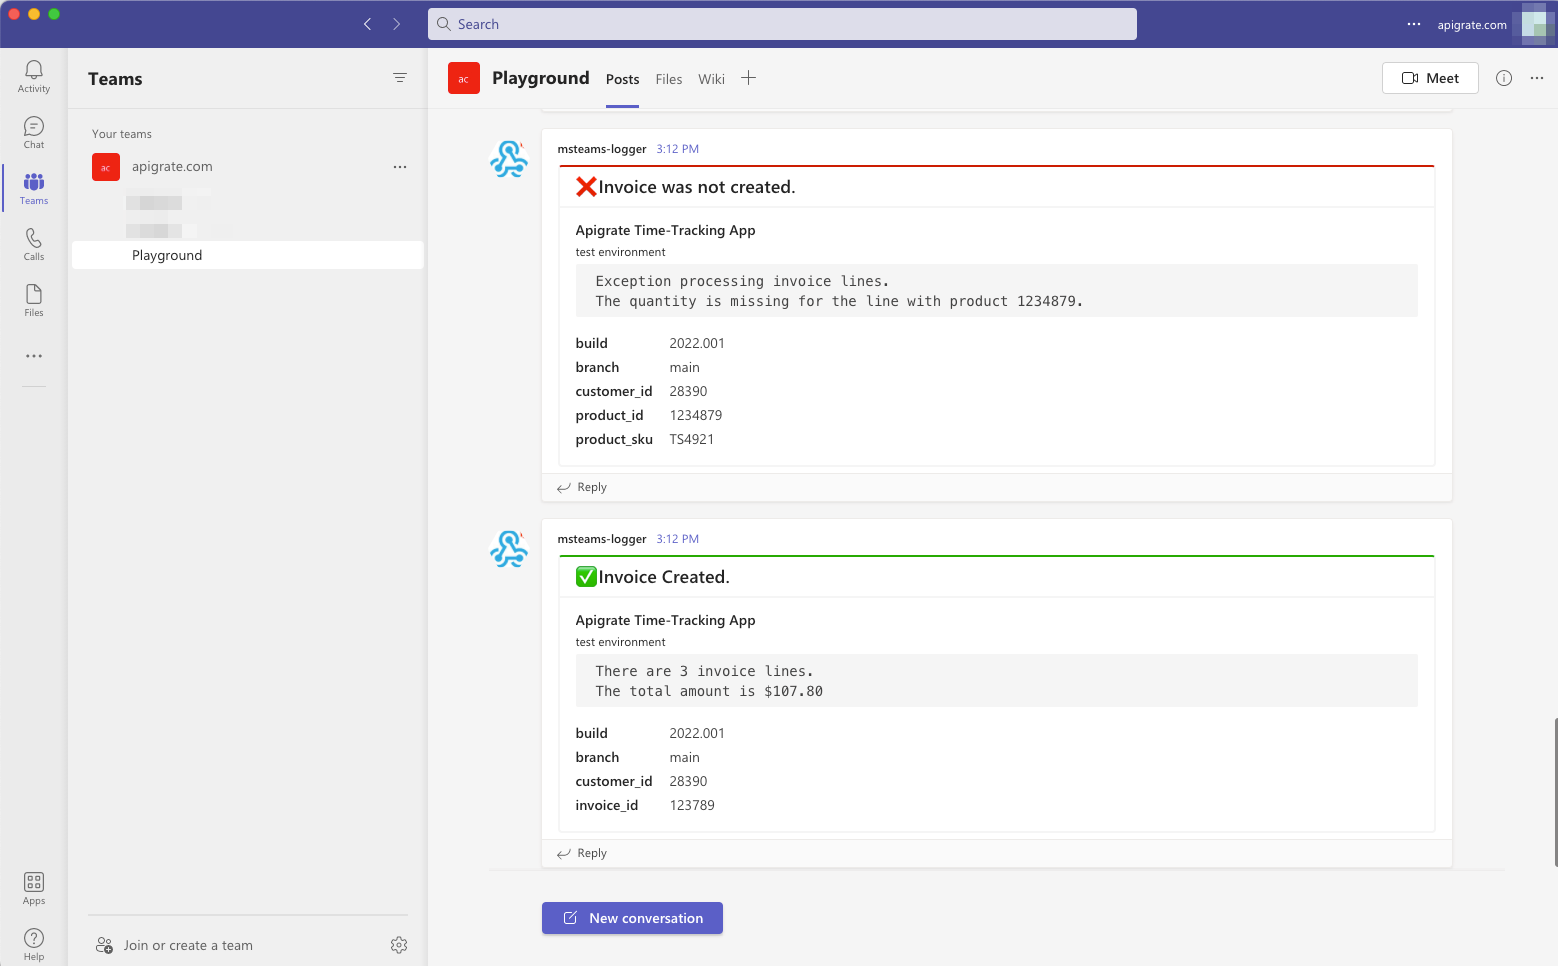 Search
apigrate.com
Activity
Chat
Teams
Calls
Files
Apps
Help
Teams
Your teams
ac apigrate.com
Playground
Join or create a team
ac Playground Posts Files Wiki
Meet
msteams-logger 3:12 PM
❌Invoice was not created.
Apigrate Time-Tracking App
test environment
Exception processing invoice lines.
The quantity is missing for the line with product 1234879.
build 2022.001
branch main
customer_id 28390
product_id 1234879
product_sku TS4921
Reply
msteams-logger 3:12 PM
✅Invoice Created.
Apigrate Time-Tracking App
test environment
There are 3 invoice lines.
The total amount is $107.80
build 2022.001
branch main
customer_id 28390
invoice_id 123789
Reply
New conversation